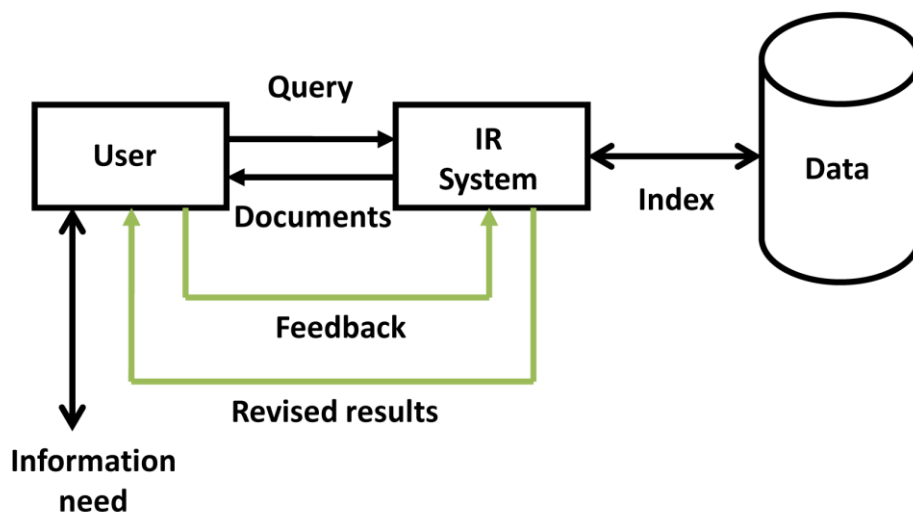 Query
User
IR
System
Data
Documents
Index
Feedback
Revised results
Information
need